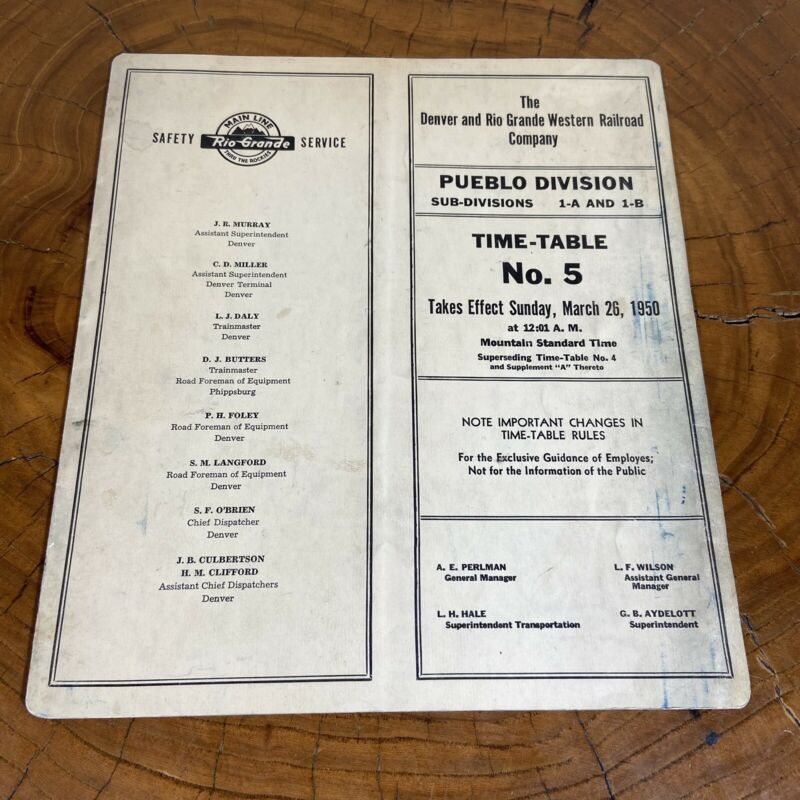 MAIN LINE
SAFETY Rio Grande SERVICE
THRU THE ROCKIES
J. R. MURRAY
Assistant Superintendent
Denver
C. D. MILLER
Assistant Superintendent
Denver Terminal
Denver
L. J. DALY
Trainmaster
Denver
D. J. BUTTERS
Trainmaster
Road Foreman of Equipment
Phippsburg
P. H. FOLEY
Road Foreman of Equipment
Denver
S. M. LANGFORD
Road Foreman of Equipment
Denver
S. F. O'BRIEN
Chief Dispatcher
Denver
J. B. CULBERTSON
H. M. CLIFFORD
Assistant Chief Dispatchers
Denver
The
Denver and Rio Grande Western Railroad
Company
PUEBLO DIVISION
SUB-DIVISIONS 1-A AND 1-B
TIME-TABLE
No. 5
Takes Effect Sunday, March 26, 1950
at 12:01 A. M.
Mountain Standard Time
Superseding Time-Table No. 4
and Supplement "A" Thereto
NOTE IMPORTANT CHANGES IN
TIME-TABLE RULES
For the Exclusive Guidance of Employes;
Not for the Information of the Public
A. E. PERLMAN
General Manager
L. F. WILSON
Assistant General
Manager
L. H. HALE
Superintendent Transportation
G. B. AYDELOTT
Superintendent